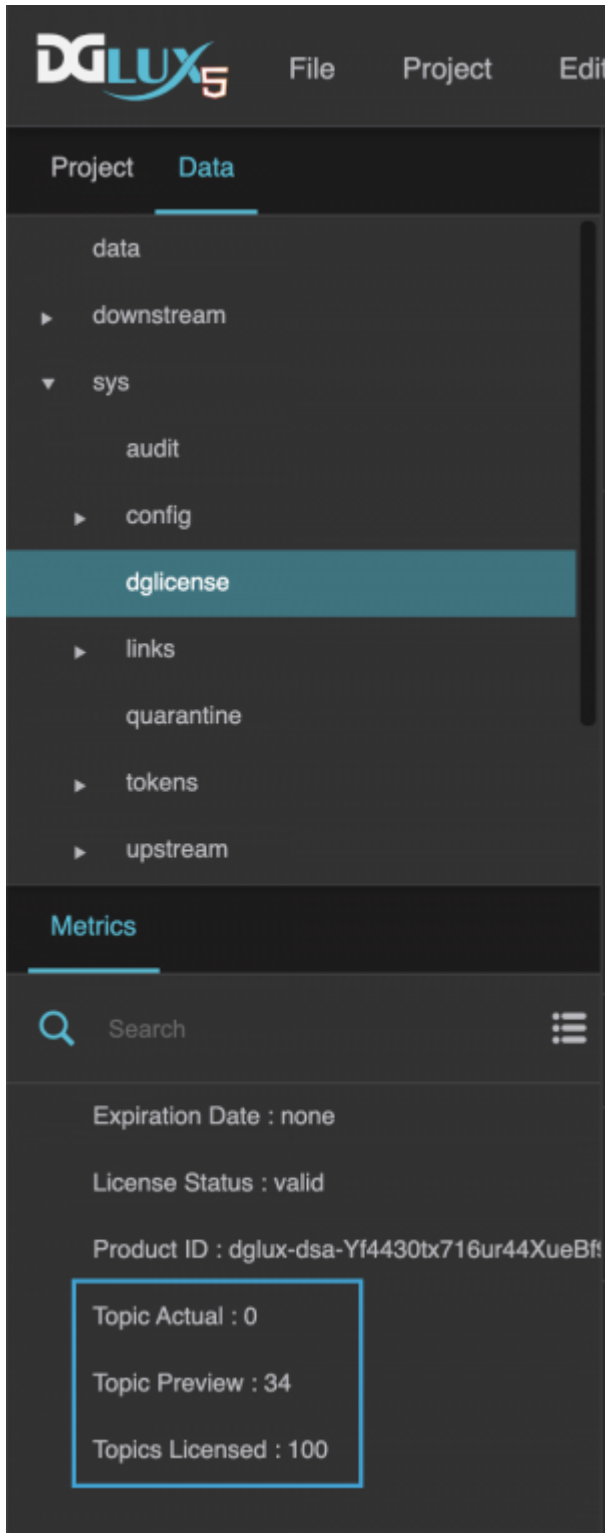 DGLUX5 File Project Edit
Project Data
data
downstream
sys
audit
config
dglicense
links
quarantine
tokens
upstream
Metrics
Search
Expiration Date : none
License Status : valid
Product ID : dglux-dsa-Yf4430tx716ur44XueBf
Topic Actual : 0
Topic Preview : 34
Topics Licensed : 100